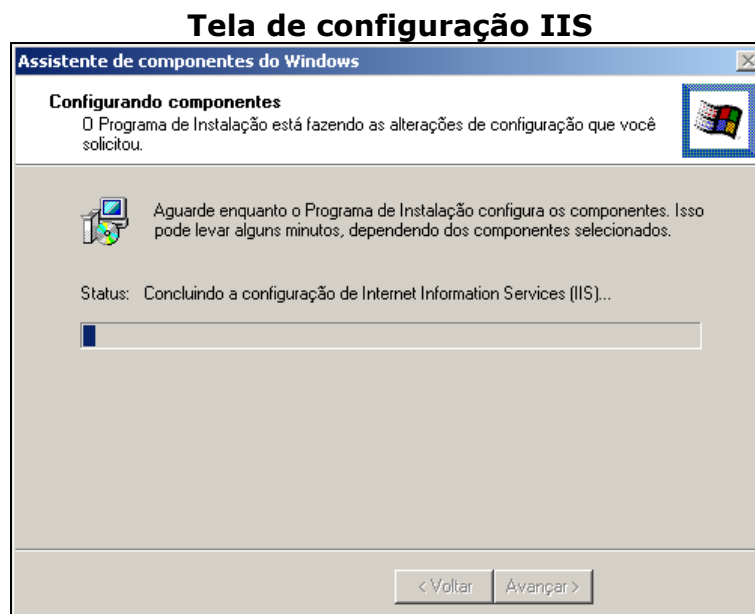 Tela de configuração IIS
Assistente de componentes do Windows
Configurando componentes
O Programa de Instalação está fazendo as alterações de configuração que você
solicitou.
Aguarde enquanto o Programa de Instalação configura os componentes. Isso
pode levar alguns minutos, dependendo dos componentes selecionados.
Status: Concluindo a configuração de Internet Information Services (IIS)...
< Voltar Avançar >